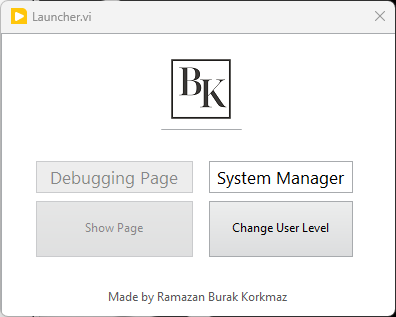 Launcher.vi
BK
Debugging Page
System Manager
Show Page
Change User Level
Made by Ramazan Burak Korkmaz